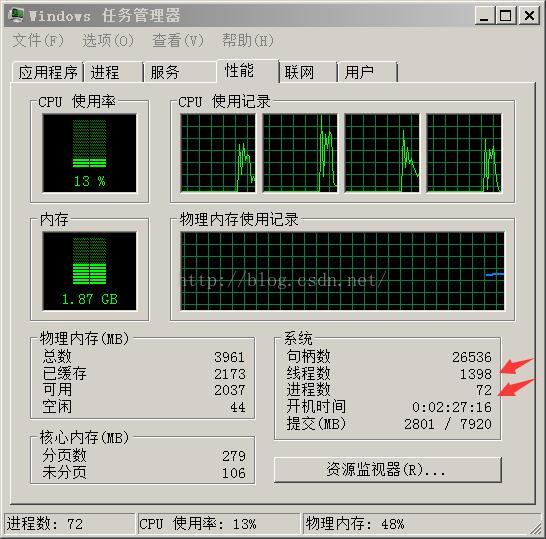 Windows 任务管理器
文件(F) 选项(O) 查看(V) 帮助(H)
应用程序 进程 服务 性能 联网 用户
CPU 使用率
CPU 使用记录
13 %
内存
物理内存使用记录
1.87 GB
http://blog.csdn.net/
物理内存(MB)
总数 3961
已缓存 2173
可用 2037
空闲 44
系统
句柄数 26536
线程数 1398
进程数 72
开机时间 0:02:27:16
提交(MB) 2801 / 7920
核心内存(MB)
分页数 279
未分页 106
资源监视器(R)...
进程数: 72 CPU 使用率: 13% 物理内存: 48%